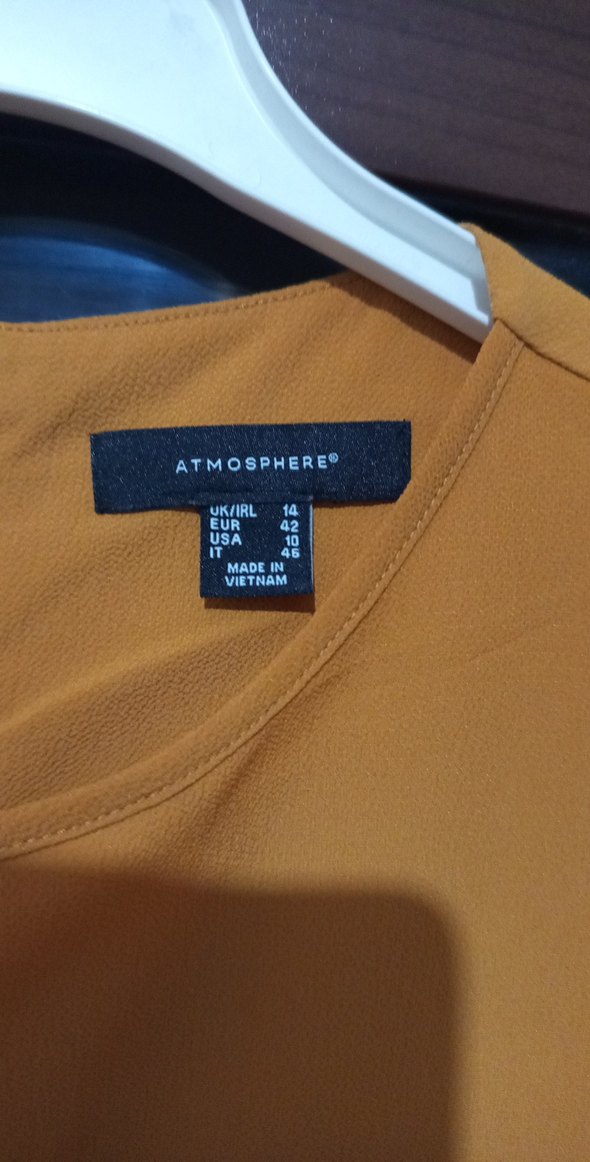 ATMOSPHERE®
UK/IRL 14
EUR 42
USA 10
IT 46
MADE IN
VIETNAM